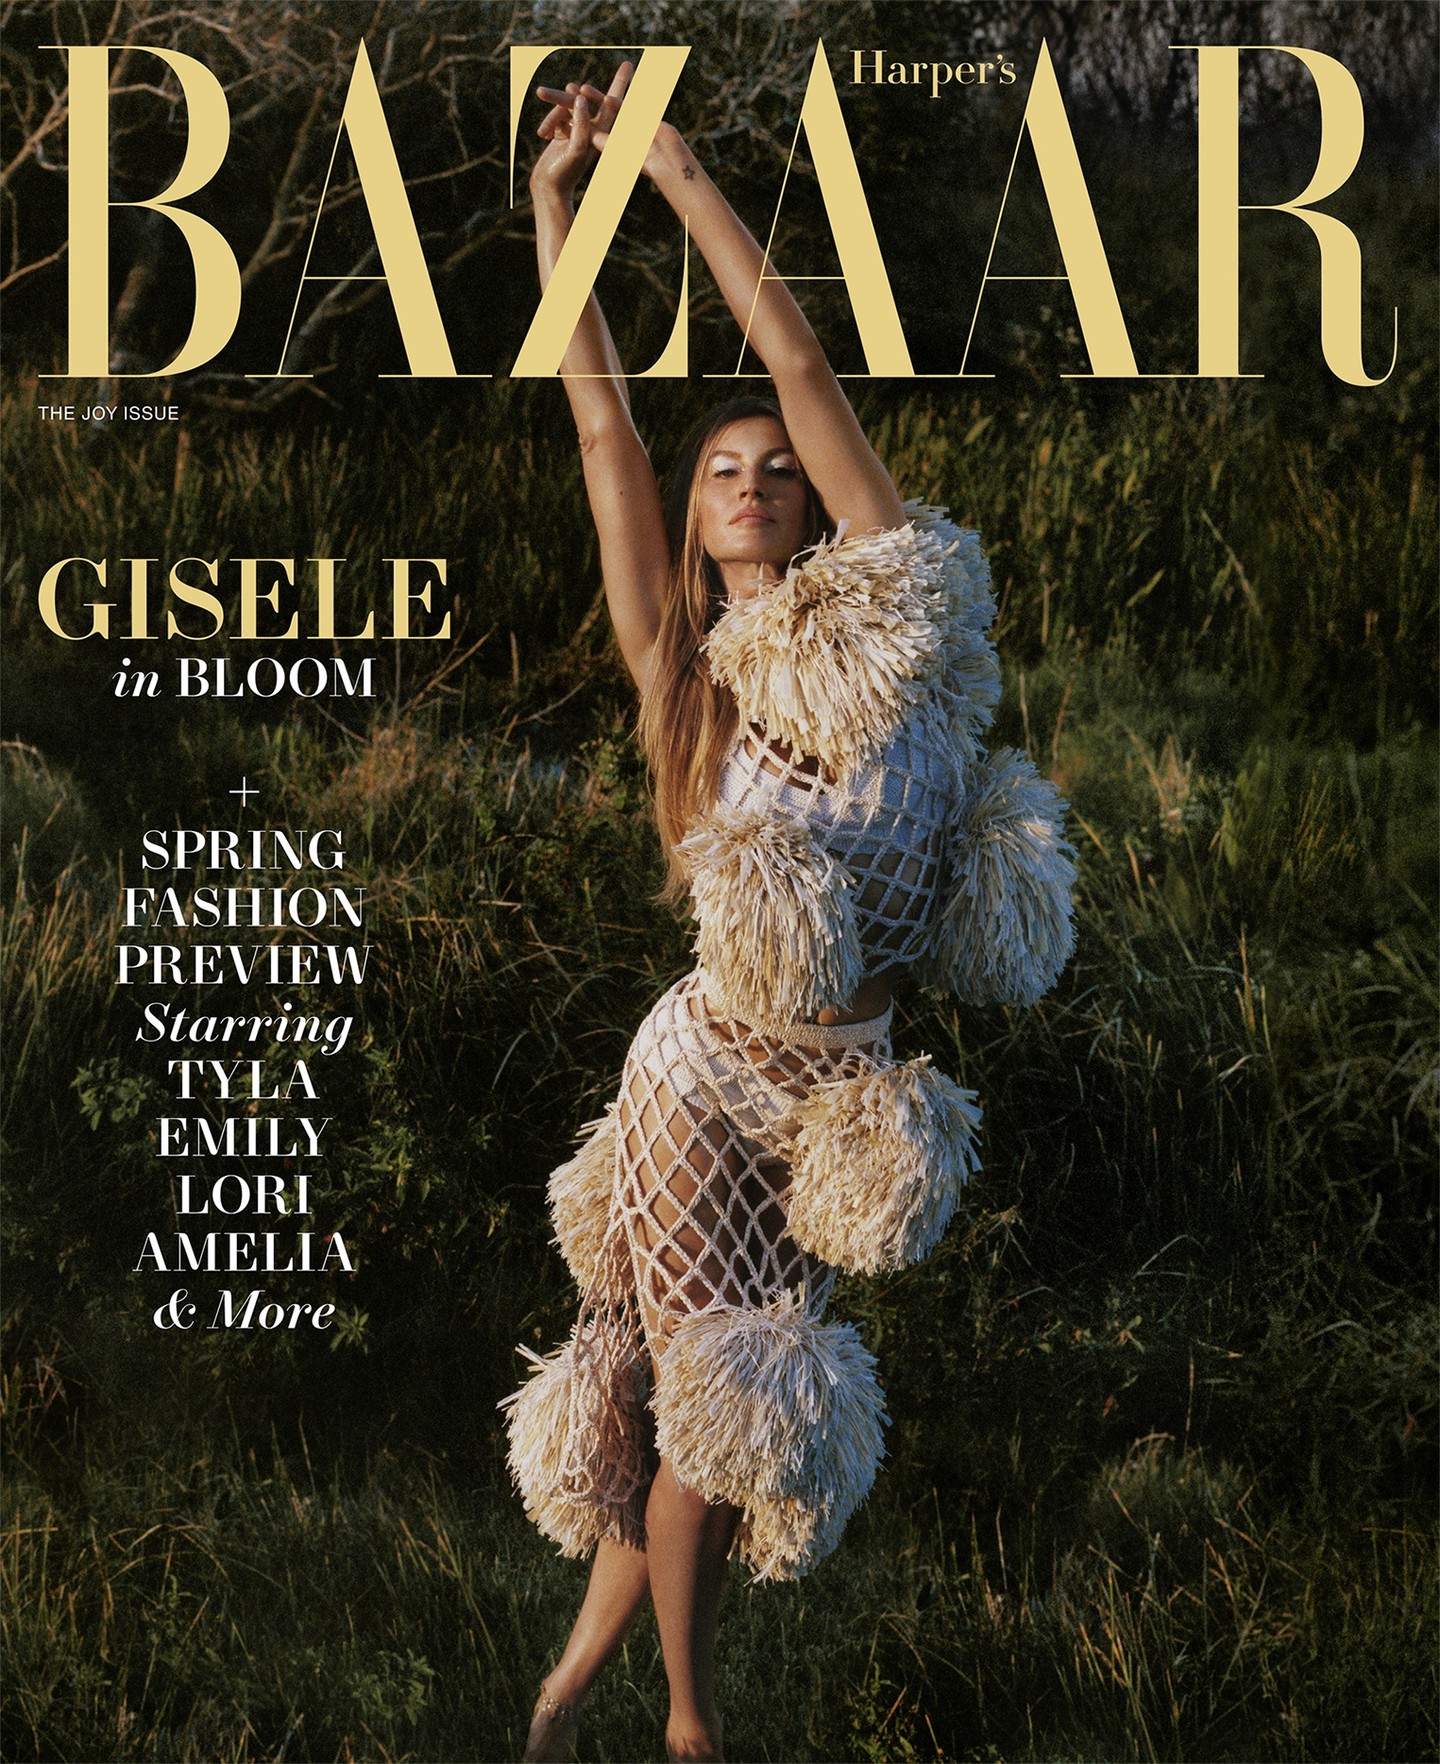 Harper's
BAZAAR
THE JOY ISSUE
GISELE
in BLOOM
+
SPRING
FASHION
PREVIEW
Starring
TYLA
EMILY
LORI
AMELIA
& More